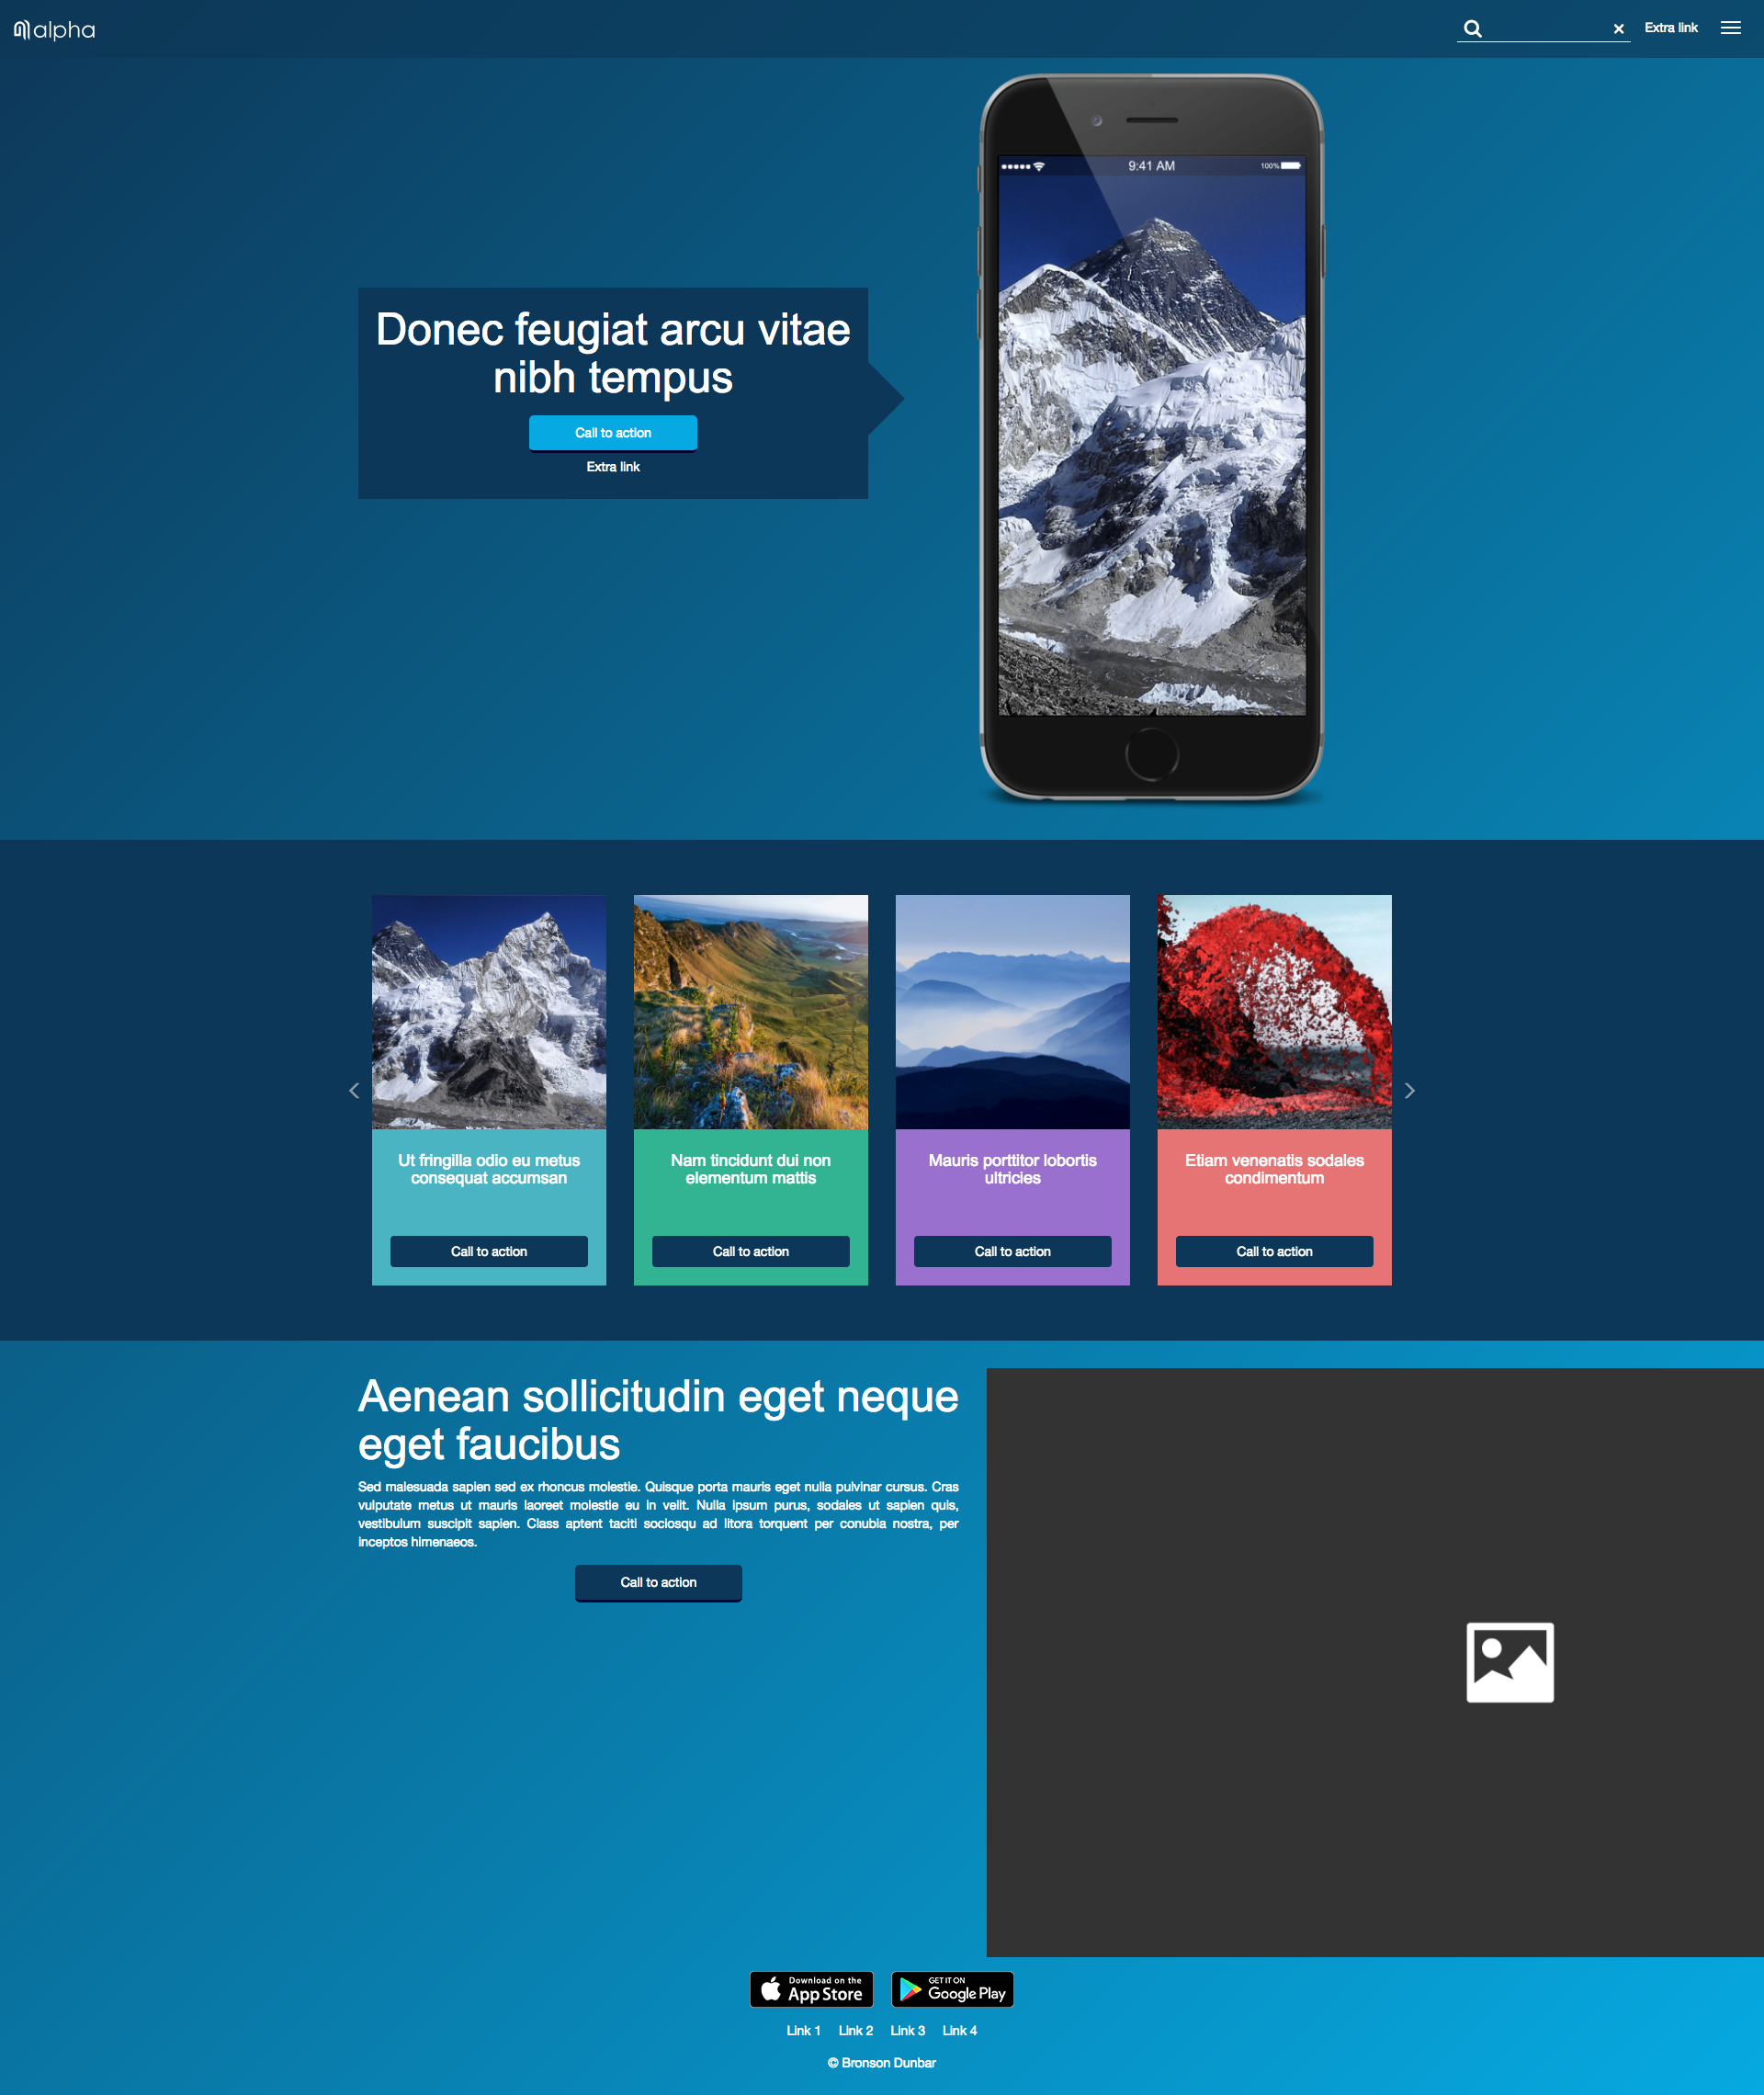 alpha
Extra link
9:41 AM
100%
Donec feugiat arcu vitae
nibh tempus
Call to action
Extra link
Ut fringilla odio eu metus
consequat accumsan
Call to action
Nam tincidunt dui non
elementum mattis
Call to action
Mauris porttitor lobortis
ultricies
Call to action
Etiam venenatis sodales
condimentum
Call to action
Aenean sollicitudin eget neque
eget faucibus
Sed malesuada sapien sed ex rhoncus molestie. Quisque porta mauris eget nulla pulvinar cursus. Cras
vulputate metus ut mauris laoreet molestie eu in velit. Nulla ipsum purus, sodales ut sapien quis,
vestibulum suscipit sapien. Class aptent taciti sociosqu ad litora torquent per conubia nostra, per
inceptos himenaeos.
Call to action
Download on the
App Store
GET IT ON
Google Play
Link 1 Link 2 Link 3 Link 4
© Bronson Dunbar